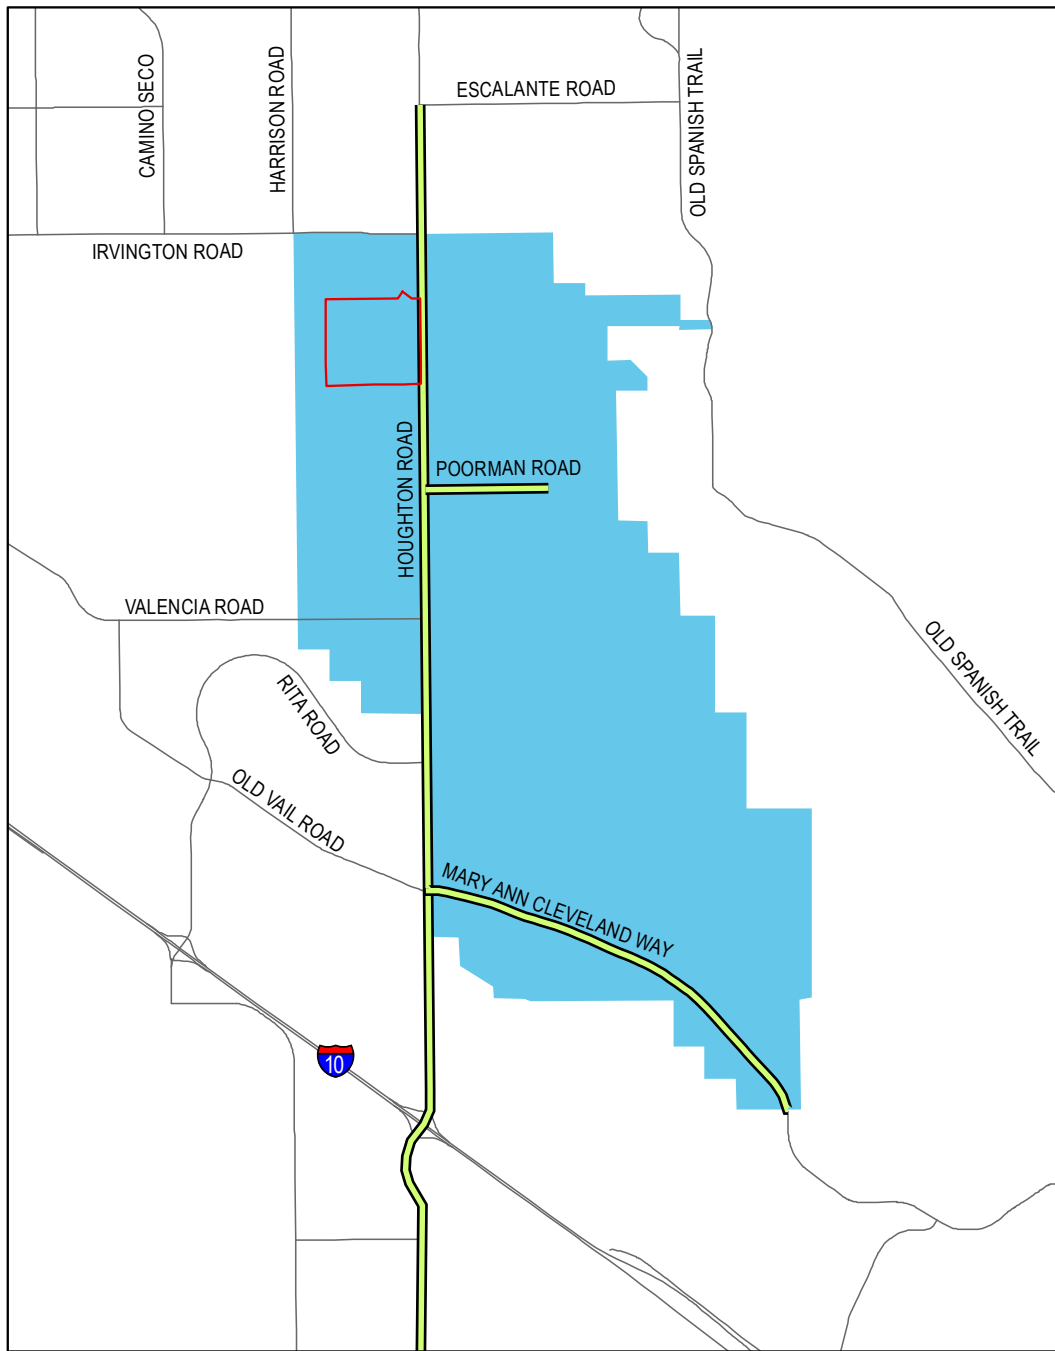 ESCALANTE ROAD
CAMINO SECO
HARRISON ROAD
OLD SPANISH TRAIL
IRVINGTON ROAD
HOUGHTON ROAD
POORMAN ROAD
VALENCIA ROAD
RITA ROAD
OLD SPANISH TRAIL
OLD VAIL ROAD
MARY ANN CLEVELAND WAY
10